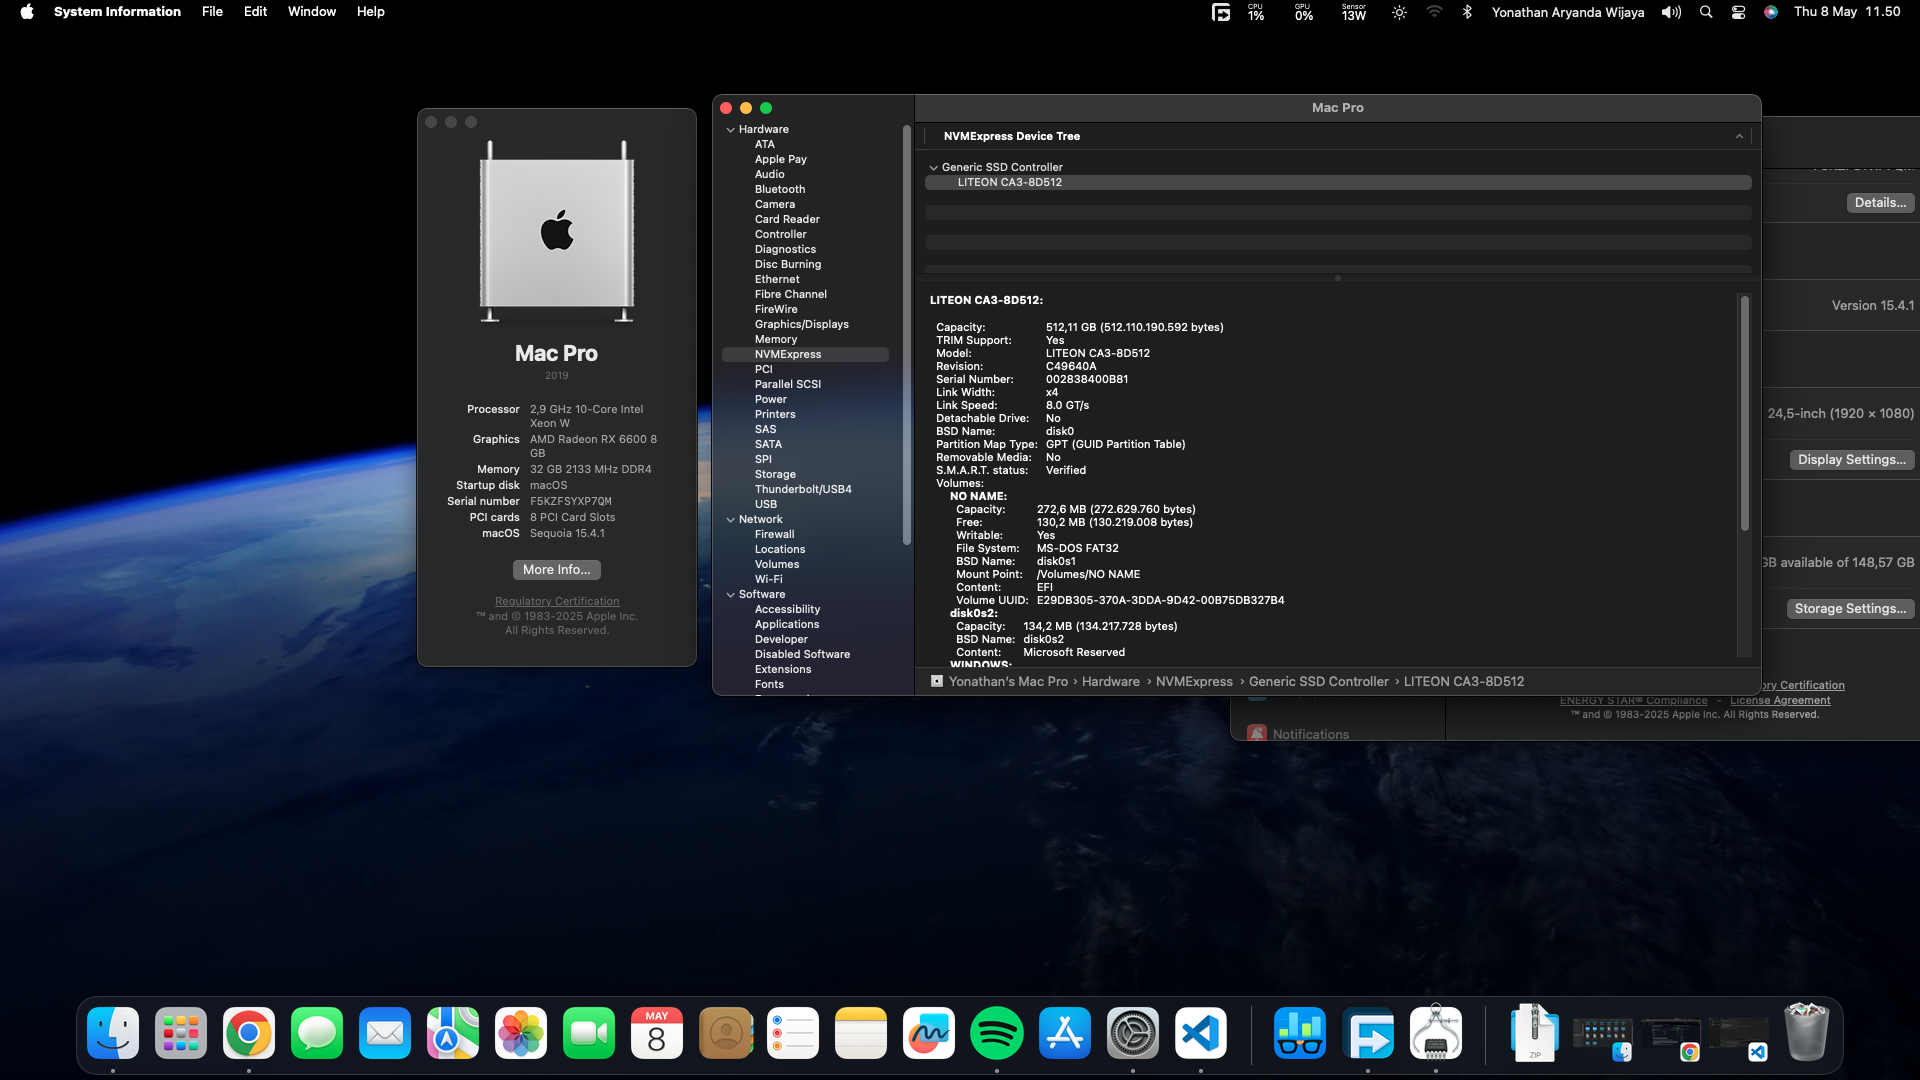 System Information File Edit Window Help
CPU 1% GPU 0% Sensor 13W Yonathan Aryanda Wijaya Thu 8 May 11.50
Mac Pro
2019
Processor 2,9 GHz 10-Core Intel
Xeon W
Graphics AMD Radeon RX 6600 8
GB
Memory 32 GB 2133 MHz DDR4
Startup disk macOS
Serial number F5KZFSYXP7QM
PCI cards 8 PCI Card Slots
macOS Sequoia 15.4.1
More Info...
Regulatory Certification
™ and © 1983-2025 Apple Inc.
All Rights Reserved.
Mac Pro
Hardware
ATA
Apple Pay
Audio
Bluetooth
Camera
Card Reader
Controller
Diagnostics
Disc Burning
Ethernet
Fibre Channel
FireWire
Graphics/Displays
Memory
NVMExpress
PCI
Parallel SCSI
Power
Printers
SAS
SATA
SPI
Storage
Thunderbolt/USB4
USB
Network
Firewall
Locations
Volumes
Wi-Fi
Software
Accessibility
Applications
Developer
Disabled Software
Extensions
Fonts
NVMExpress Device Tree
Generic SSD Controller
LITEON CA3-8D512
LITEON CA3-8D512:
Capacity: 512,11 GB (512.110.190.592 bytes)
TRIM Support: Yes
Model: LITEON CA3-8D512
Revision: C49640A
Serial Number: 002838400B81
Link Width: x4
Link Speed: 8.0 GT/s
Detachable Drive: No
BSD Name: disk0
Partition Map Type: GPT (GUID Partition Table)
Removable Media: No
S.M.A.R.T. status: Verified
Volumes:
NO NAME:
Capacity: 272,6 MB (272.629.760 bytes)
Free: 130,2 MB (130.219.008 bytes)
Writable: Yes
File System: MS-DOS FAT32
BSD Name: disk0s1
Mount Point: /Volumes/NO NAME
Content: EFI
Volume UUID: E29DB305-370A-3DDA-9D42-00B75DB327B4
disk0s2:
Capacity: 134,2 MB (134.217.728 bytes)
BSD Name: disk0s2
Content: Microsoft Reserved
WINDOWS:
Yonathan's Mac Pro › Hardware › NVMExpress › Generic SSD Controller › LITEON CA3-8D512
Details...
Version 15.4.1
24,5-inch (1920 × 1080)
Display Settings...
GB available of 148,57 GB
Storage Settings...
ry Certification
ENERGY STAR® Compliance - License Agreement
™ and © 1983-2025 Apple Inc. All Rights Reserved.
Notifications
MAY
8
ZIP